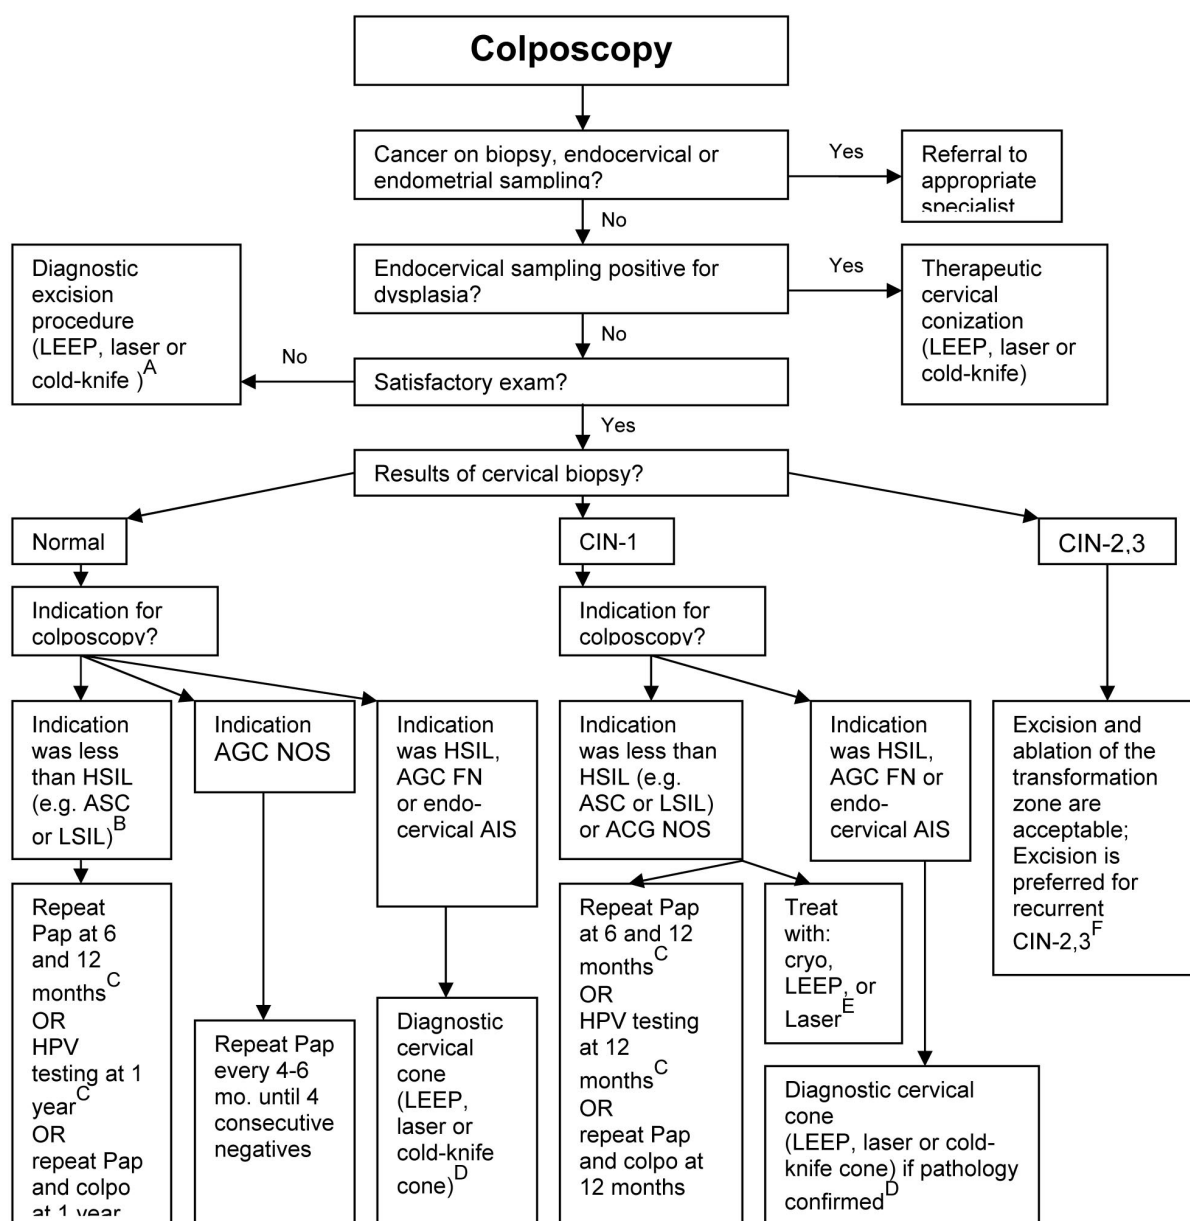 Colposcopy
Cancer on biopsy, endocervical or
endometrial sampling?
Yes
Referral to
appropriate
specialist
No
Diagnostic
excision
procedure
(LEEP, laser or
cold-knife )A
Endocervical sampling positive for
dysplasia?
Yes
Therapeutic
cervical
conization
(LEEP, laser or
cold-knife)
No
No
Satisfactory exam?
Yes
Results of cervical biopsy?
Normal
CIN-1
CIN-2,3
Indication for
colposcopy?
Indication for
colposcopy?
Indication
was less
than HSIL
(e.g. ASC
or LSIL)B
Indication
AGC NOS
Indication
was HSIL,
AGC FN
or endo-
cervical AIS
Indication
was less than
HSIL (e.g.
ASC or LSIL)
or ACG NOS
Indication
was HSIL,
AGC FN or
endo-
cervical AIS
Excision and
ablation of the
transformation
zone are
acceptable;
Excision is
preferred for
recurrent
CIN-2,3F
Repeat
Pap at 6
and 12
monthsC
OR
HPV
testing at 1
yearC
OR
repeat Pap
and colpo
at 1 year
Repeat Pap
every 4-6
mo. until 4
consecutive
negatives
Diagnostic
cervical
cone
(LEEP,
laser or
cold-knife
cone)D
Repeat Pap
at 6 and 12
monthsC
OR
HPV testing
at 12
monthsC
OR
repeat Pap
and colpo at
12 months
Treat
with:
cryo,
LEEP, or
LaserE
Diagnostic cervical
cone
(LEEP, laser or cold-
knife cone) if pathology
confirmedD